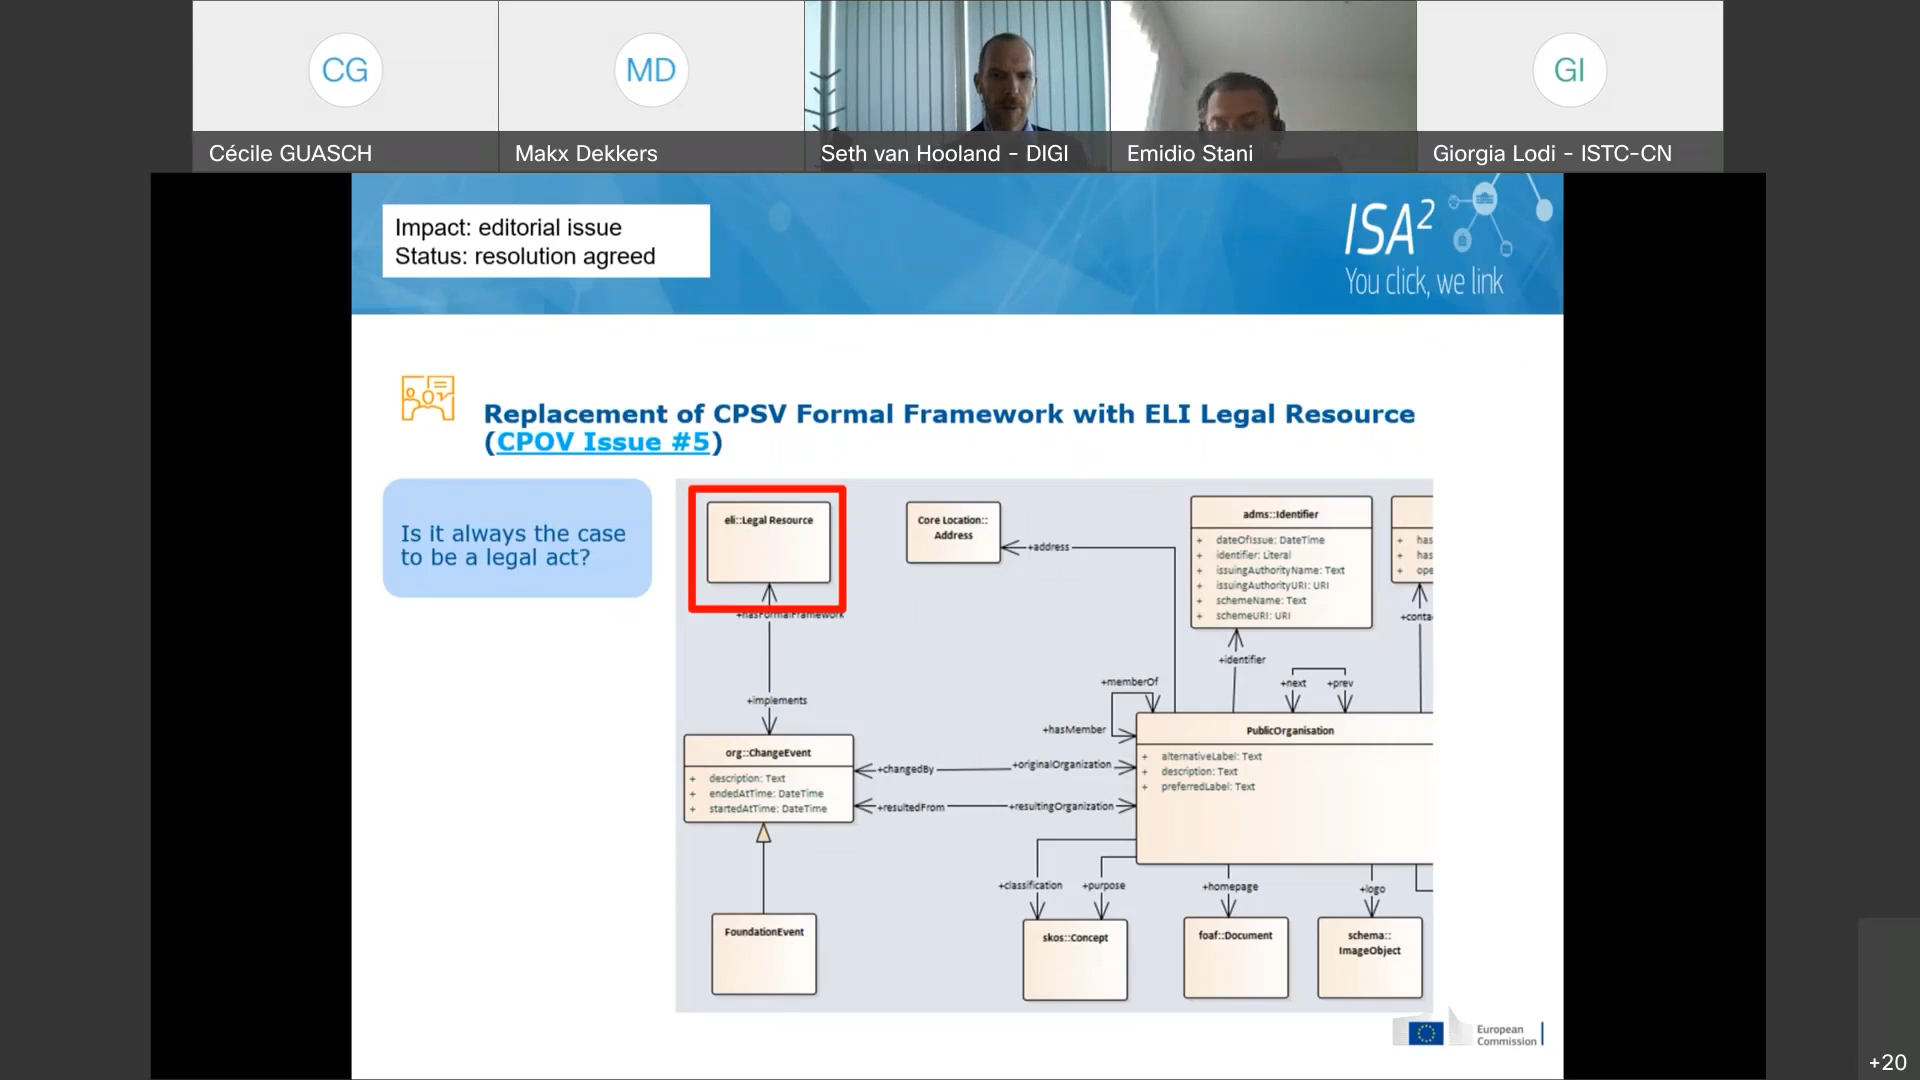 CG
MD
GI
Cécile GUASCH
Makx Dekkers
Seth van Hooland - DIGI
Emidio Stani
Giorgia Lodi - ISTC-CN
Impact: editorial issue
Status: resolution agreed
ISA²
You click, we link
Replacement of CPSV Formal Framework with ELI Legal Resource
(CPOV Issue #5)
Is it always the case
to be a legal act?
eli::Legal Resource
+hasFormalFramework
+implements
org::ChangeEvent
+ description: Text
+ endedAtTime: DateTime
+ startedAtTime: DateTime
FoundationEvent
Core Location::
Address
+address
adms::Identifier
+ dateOfIssue: DateTime
+ identifier: Literal
+ issuingAuthorityName: Text
+ issuingAuthorityURI: URI
+ schemeName: Text
+ schemeURI: URI
+ has
+ has
+ ope
+conta
+identifier
+next
+prev
+memberOf
+hasMember
+changedBy
+originalOrganization
+resultedFrom
+resultingOrganization
PublicOrganisation
+ alternativeLabel: Text
+ description: Text
+ preferredLabel: Text
+classification
+purpose
+homepage
+logo
skos::Concept
foaf::Document
schema::
ImageObject
European
Commission
+20